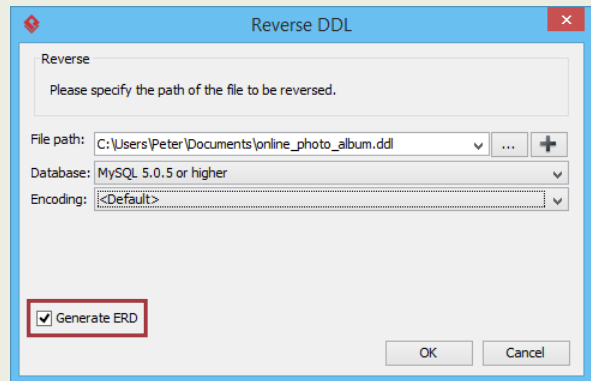 Reverse DDL
Reverse
Please specify the path of the file to be reversed.
File path: C:\Users\Peter\Documents\online_photo_album.ddl ...
Database: MySQL 5.0.5 or higher
Encoding: <Default>
Generate ERD
OK Cancel